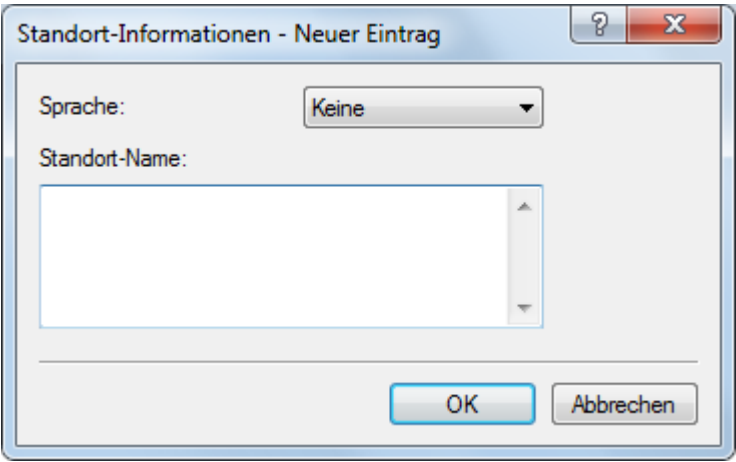 Standort-Informationen - Neuer Eintrag
Sprache: Keine
Standort-Name:
OK Abbrechen